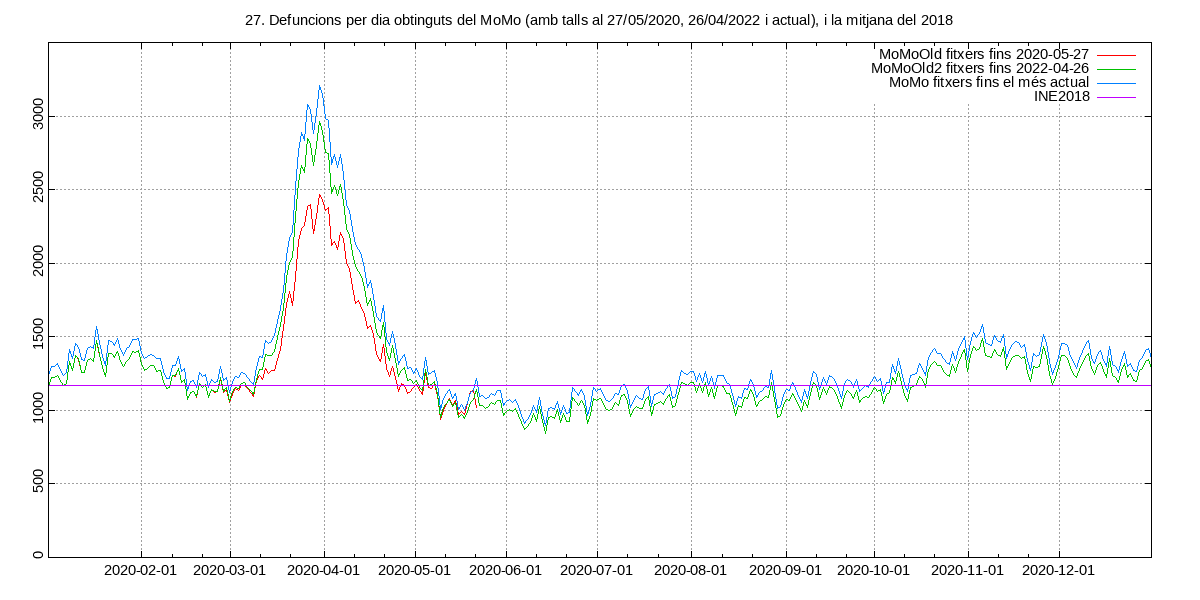 27. Defuncions per dia obtinguts del MoMo (amb talls al 27/05/2020, 26/04/2022 i actual), i la mitjana del 2018
MoMoOld fitxers fins 2020-05-27
MoMoOld2 fitxers fins 2022-04-26
MoMo fitxers fins el més actual
INE2018
3000
2500
2000
1500
1000
500
0
2020-02-01 2020-03-01 2020-04-01 2020-05-01 2020-06-01 2020-07-01 2020-08-01 2020-09-01 2020-10-01 2020-11-01 2020-12-01